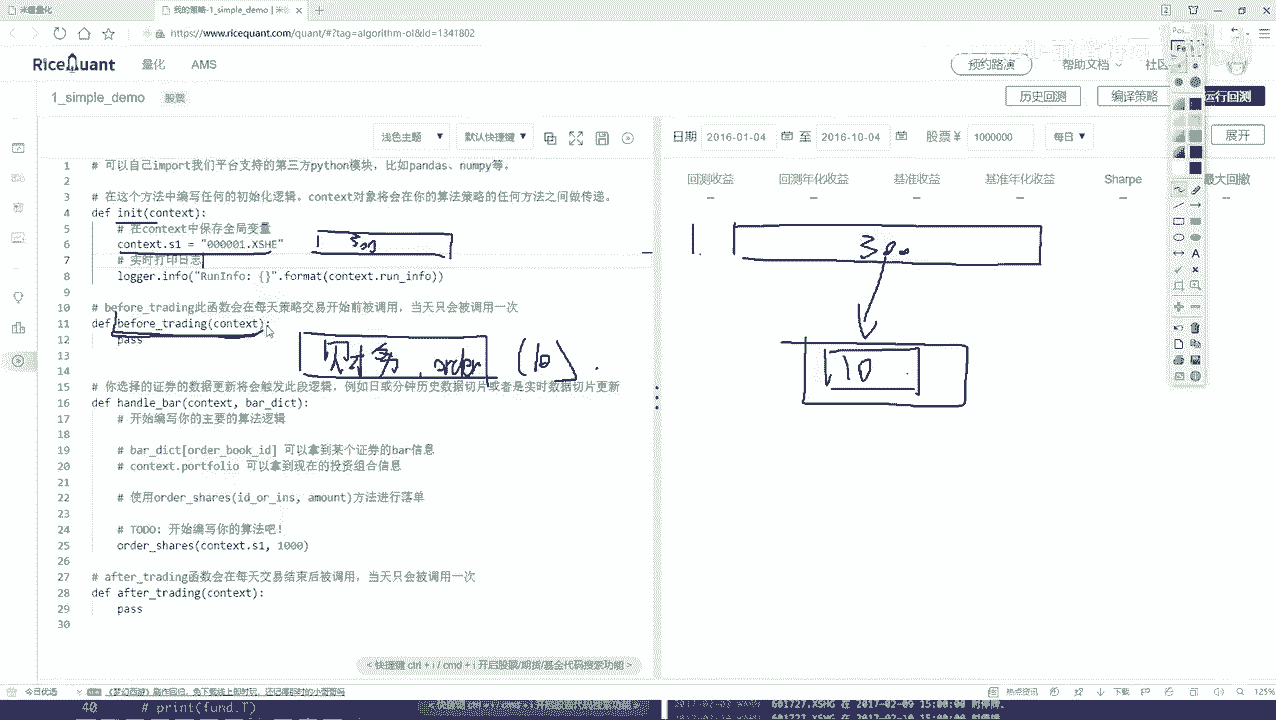 米筐量化
我的策略-1_simple_demo | 米
https://www.ricequant.com/quant/#?tag=algorithm-ol&id=1341802
RiceQuant 量化 AMS 预约路演 帮助文档 社区
1_simple_demo 股票 历史回测 编译策略 运行回测
浅色主题 默认快捷键 日期 2016-01-04 至 2016-10-04 股票 ¥ 1000000 每日 展开
回测收益 回测年化收益 基准收益 基准年化收益 Sharpe 最大回撤
1 # 可以自己import我们平台支持的第三方python模块，比如pandas、numpy等。
2
3 # 在这个方法中编写任何的初始化逻辑。context对象将会在你的算法策略的任何方法之间做传递。
4 def init(context):
5 # 在context中保存全局变量
6 context.s1 = "000001.XSHE"
7 # 实时打印日志
8 logger.info("RunInfo: {}".format(context.run_info))
9
10 # before_trading此函数会在每天策略交易开始前被调用，当天只会被调用一次
11 def before_trading(context):
12 pass
13
14
15 # 你选择的证券的数据更新将会触发此段逻辑，例如日或分钟历史数据切片或者是实时数据切片更新
16 def handle_bar(context, bar_dict):
17 # 开始编写你的主要的算法逻辑
18
19 # bar_dict[order_book_id] 可以拿到某个证券的bar信息
20 # context.portfolio 可以拿到现在的投资组合信息
21
22 # 使用order_shares(id_or_ins, amount)方法进行落单
23
24 # TODO: 开始编写你的算法吧！
25 order_shares(context.s1, 1000)
26
27 # after_trading函数会在每天交易结束后被调用，当天只会被调用一次
28 def after_trading(context):
29 pass
30
300
财务 order (10)
1. 300
10
< 快捷键 ctrl + i / cmd + i 开启股票/期货/基金代码搜索功能 >
今日优选 热点资讯 下载 125%
40 # print(fund.T)